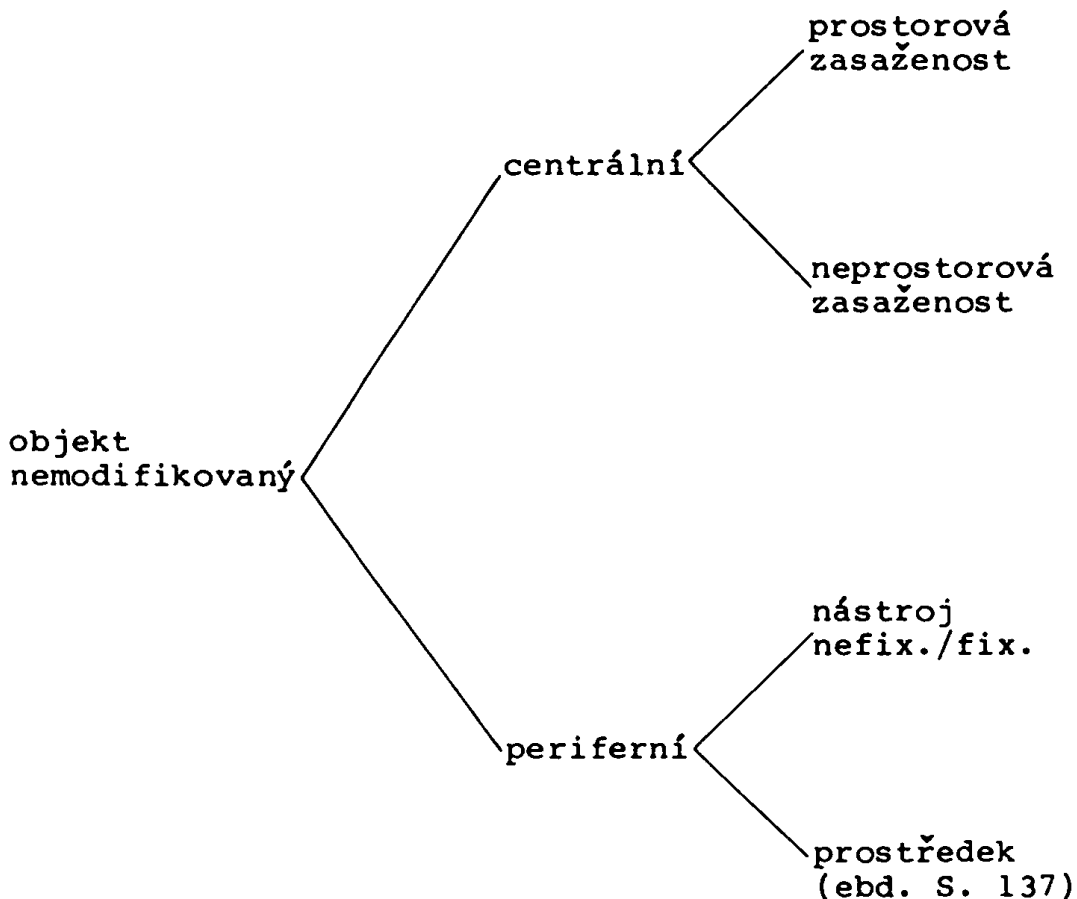 prostorová
zasaženost
centrální
neprostorová
zasaženost
objekt
nemodifikovaný
nástroj
nefix./fix.
periferní
prostředek
(ebd. S. 137)